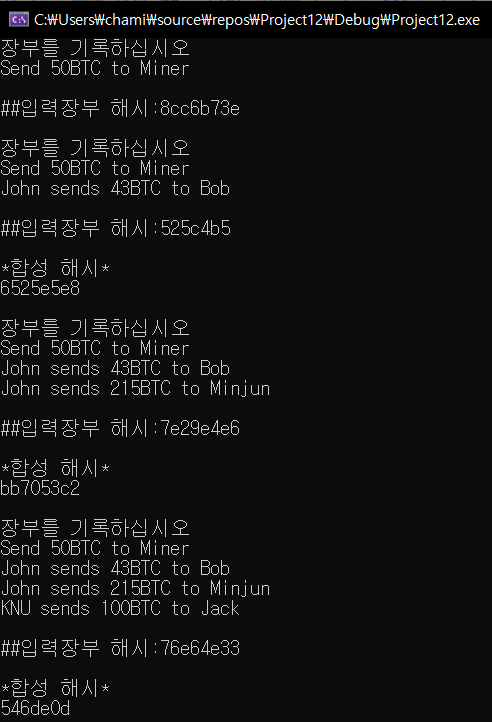 C:₩Users₩chami₩source₩repos₩Project12₩Debug₩Project12.exe
장부를 기록하십시오
Send 50BTC to Miner
##입력장부 해시:8cc6b73e
장부를 기록하십시오
Send 50BTC to Miner
John sends 43BTC to Bob
##입력장부 해시:525c4b5
*합성 해시*
6525e5e8
장부를 기록하십시오
Send 50BTC to Miner
John sends 43BTC to Bob
John sends 215BTC to Minjun
##입력장부 해시:7e29e4e6
*합성 해시*
bb7053c2
장부를 기록하십시오
Send 50BTC to Miner
John sends 43BTC to Bob
John sends 215BTC to Minjun
KNU sends 100BTC to Jack
##입력장부 해시:76e64e33
*합성 해시*
546de0d